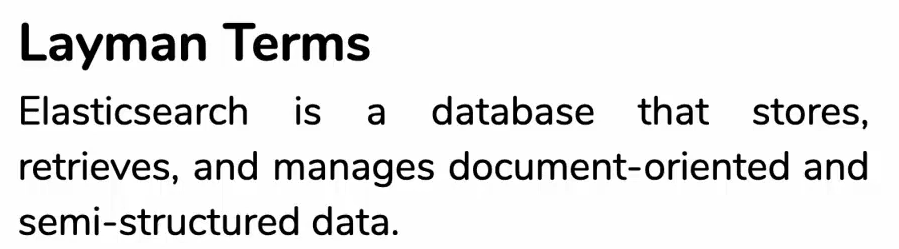 Layman Terms
Elasticsearch is a database that stores,
retrieves, and manages document-oriented and
semi-structured data.